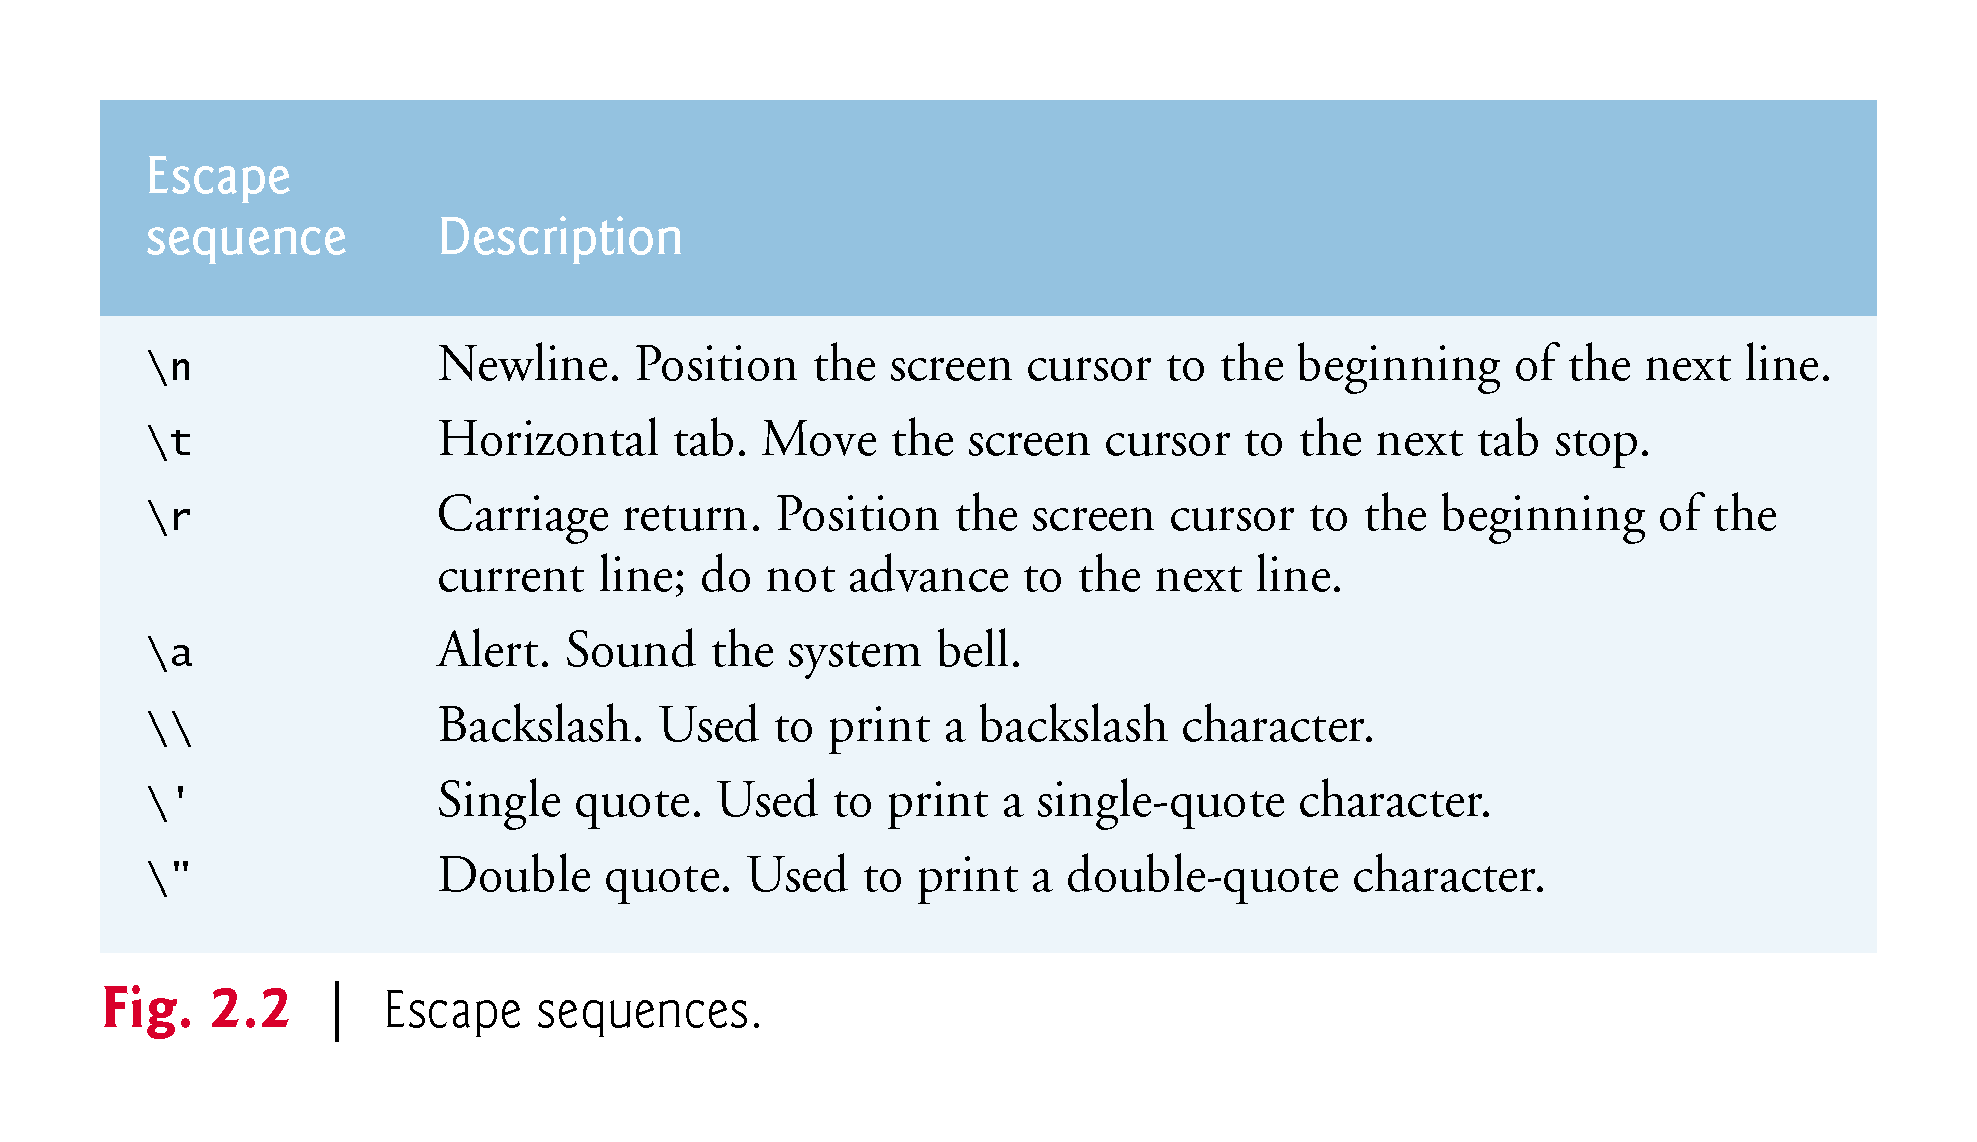 Escape
sequence Description
\n Newline. Position the screen cursor to the beginning of the next line.
\t Horizontal tab. Move the screen cursor to the next tab stop.
\r Carriage return. Position the screen cursor to the beginning of the
current line; do not advance to the next line.
\a Alert. Sound the system bell.
\\ Backslash. Used to print a backslash character.
\' Single quote. Used to print a single-quote character.
\" Double quote. Used to print a double-quote character.
Fig. 2.2 | Escape sequences.